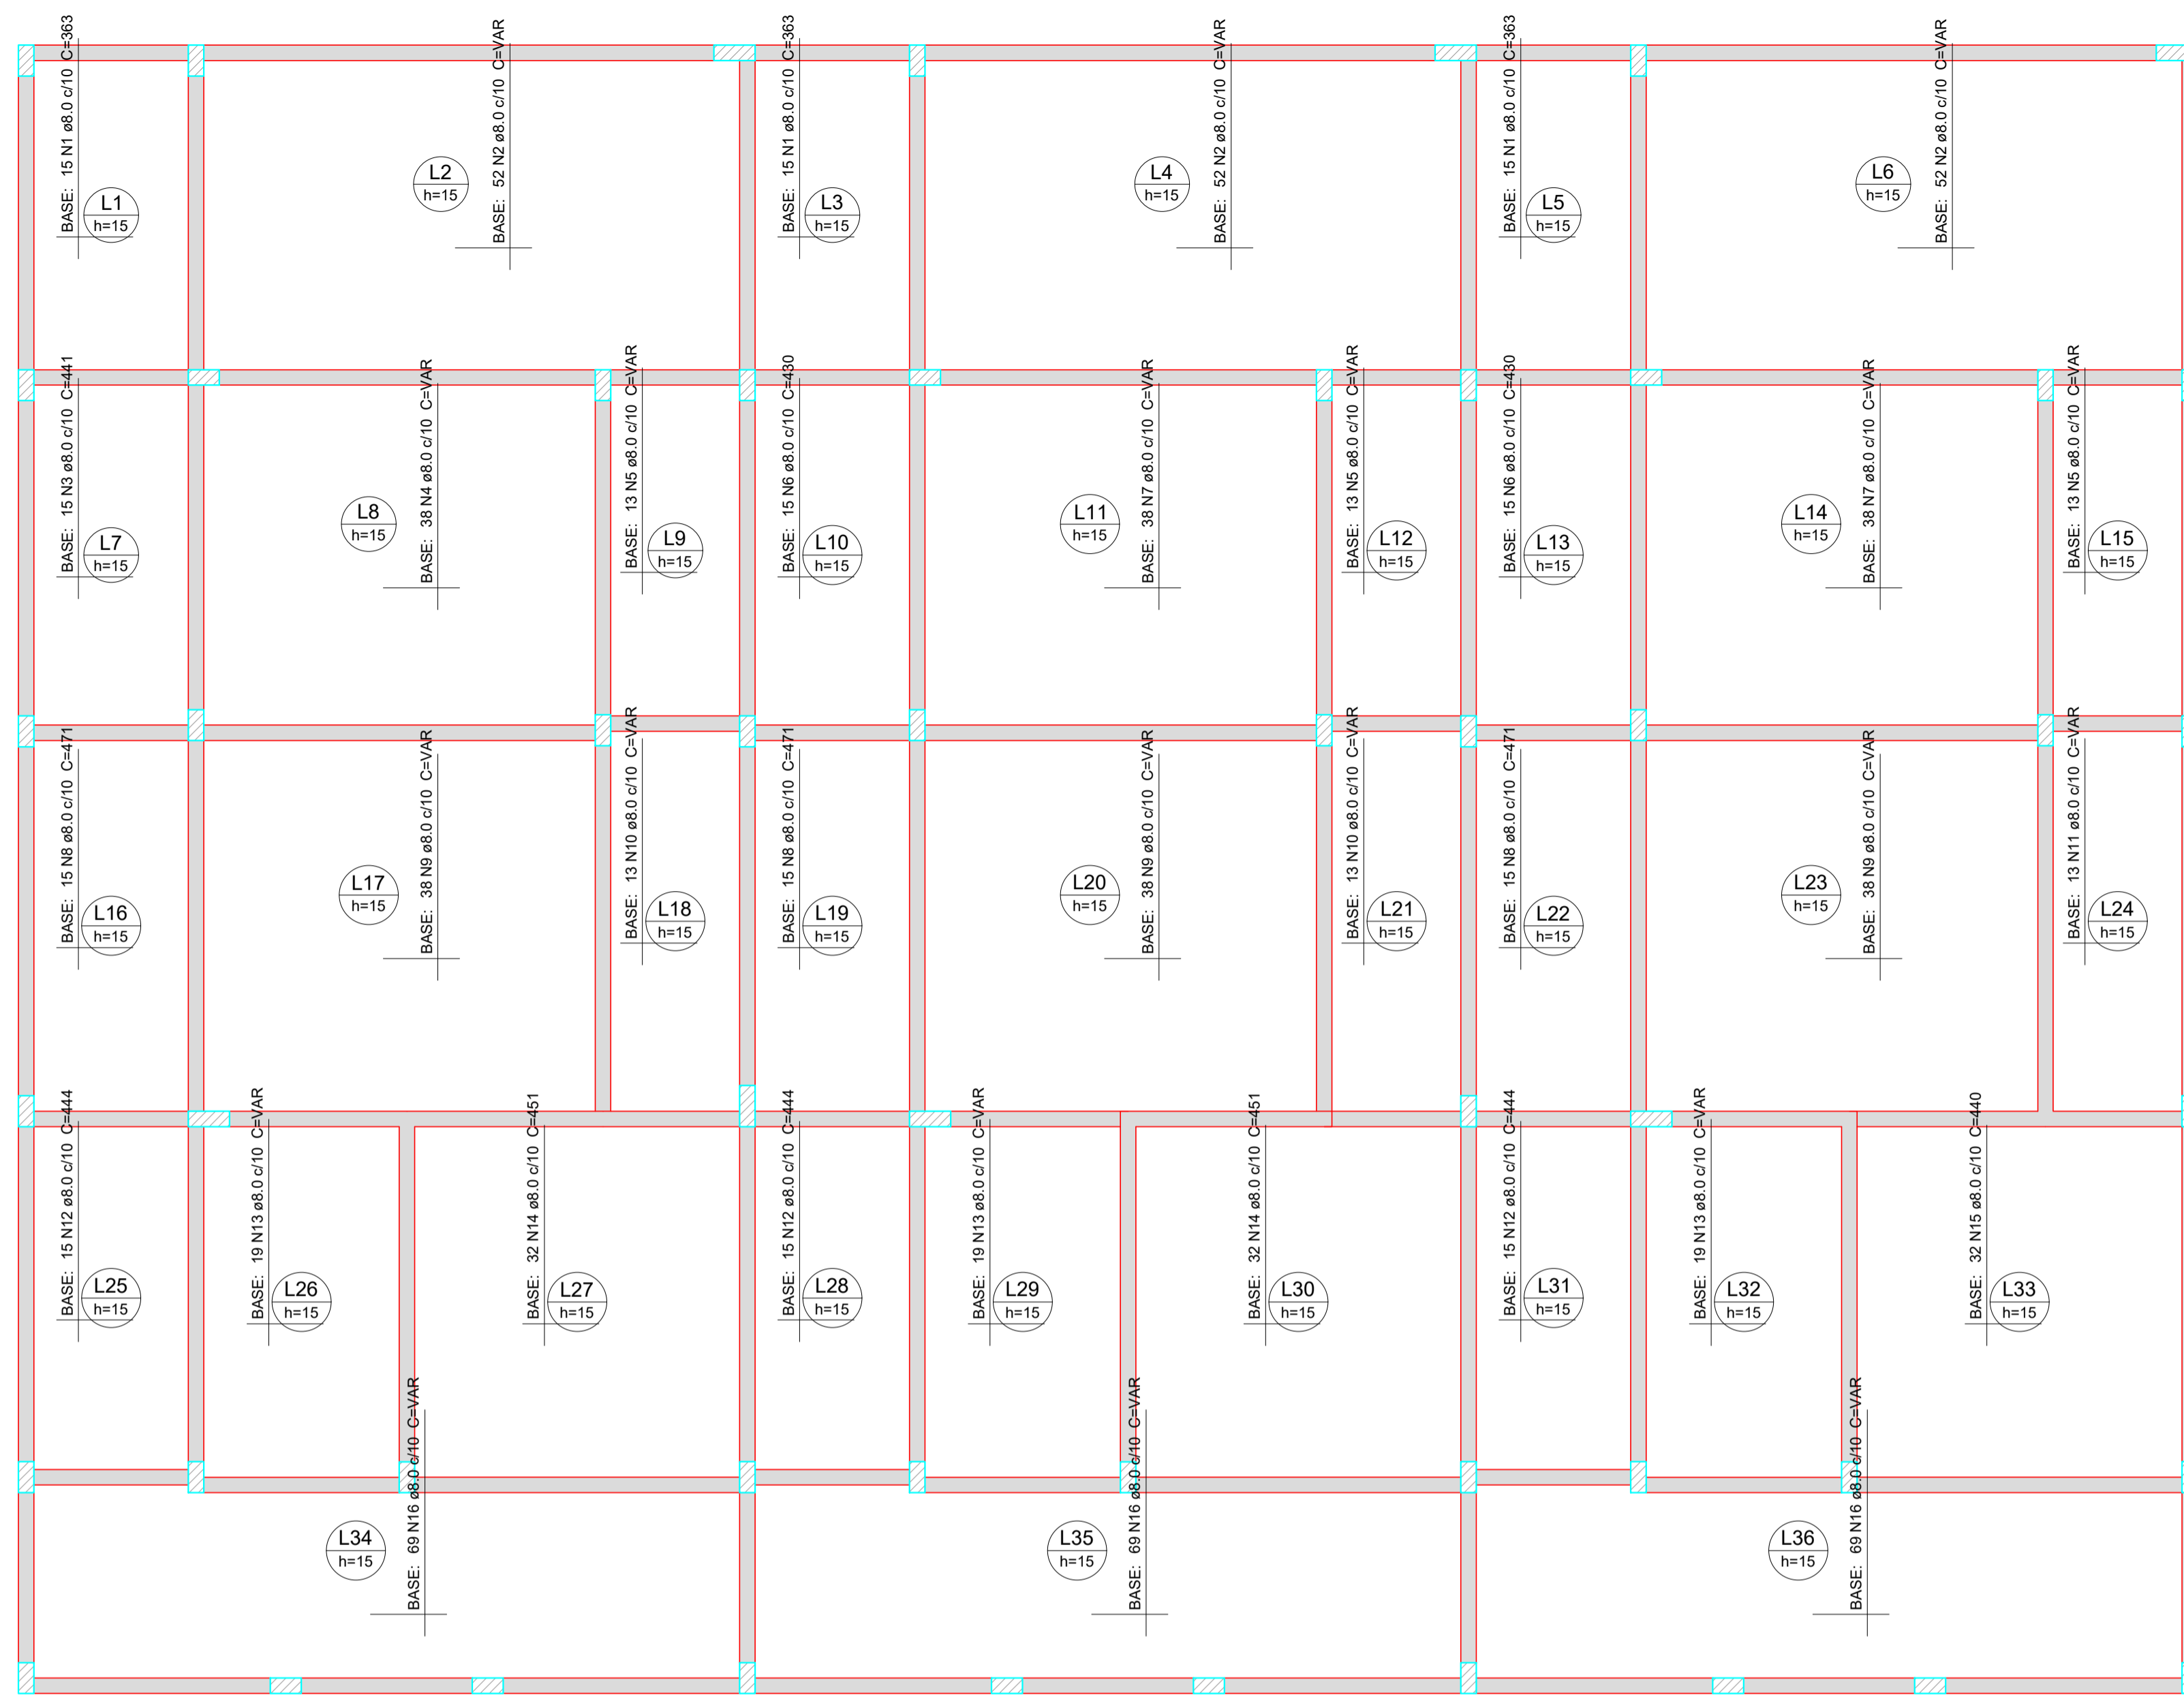 BASE: 15 N1 ø8.0 c/10 C=363
L1
h=15
L2
h=15
BASE: 52 N2 ø8.0 c/10 C=VAR
BASE: 15 N1 ø8.0 c/10 C=363
L3
h=15
L4
h=15
BASE: 52 N2 ø8.0 c/10 C=VAR
BASE: 15 N1 ø8.0 c/10 C=363
L5
h=15
L6
h=15
BASE: 52 N2 ø8.0 c/10 C=VAR
BASE: 15 N3 ø8.0 c/10 C=441
L7
h=15
L8
h=15
BASE: 38 N4 ø8.0 c/10 C=VAR
BASE: 13 N5 ø8.0 c/10 C=VAR
L9
h=15
BASE: 15 N6 ø8.0 c/10 C=430
L10
h=15
L11
h=15
BASE: 38 N7 ø8.0 c/10 C=VAR
BASE: 13 N5 ø8.0 c/10 C=VAR
L12
h=15
BASE: 15 N6 ø8.0 c/10 C=430
L13
h=15
L14
h=15
BASE: 38 N7 ø8.0 c/10 C=VAR
BASE: 13 N5 ø8.0 c/10 C=VAR
L15
h=15
BASE: 15 N8 ø8.0 c/10 C=471
L16
h=15
L17
h=15
BASE: 38 N9 ø8.0 c/10 C=VAR
BASE: 13 N10 ø8.0 c/10 C=VAR
L18
h=15
BASE: 15 N8 ø8.0 c/10 C=471
L19
h=15
L20
h=15
BASE: 38 N9 ø8.0 c/10 C=VAR
BASE: 13 N10 ø8.0 c/10 C=VAR
L21
h=15
BASE: 15 N8 ø8.0 c/10 C=471
L22
h=15
L23
h=15
BASE: 38 N9 ø8.0 c/10 C=VAR
BASE: 13 N11 ø8.0 c/10 C=VAR
L24
h=15
BASE: 15 N12 ø8.0 c/10 C=444
L25
h=15
BASE: 19 N13 ø8.0 c/10 C=VAR
L26
h=15
BASE: 32 N14 ø8.0 c/10 C=451
L27
h=15
BASE: 15 N12 ø8.0 c/10 C=444
L28
h=15
BASE: 19 N13 ø8.0 c/10 C=VAR
L29
h=15
BASE: 32 N14 ø8.0 c/10 C=451
L30
h=15
BASE: 15 N12 ø8.0 c/10 C=444
L31
h=15
BASE: 19 N13 ø8.0 c/10 C=VAR
L32
h=15
BASE: 32 N15 ø8.0 c/10 C=440
L33
h=15
L34
h=15
BASE: 69 N16 ø8.0 c/10 C=VAR
L35
h=15
BASE: 69 N16 ø8.0 c/10 C=VAR
L36
h=15
BASE: 69 N16 ø8.0 c/10 C=VAR